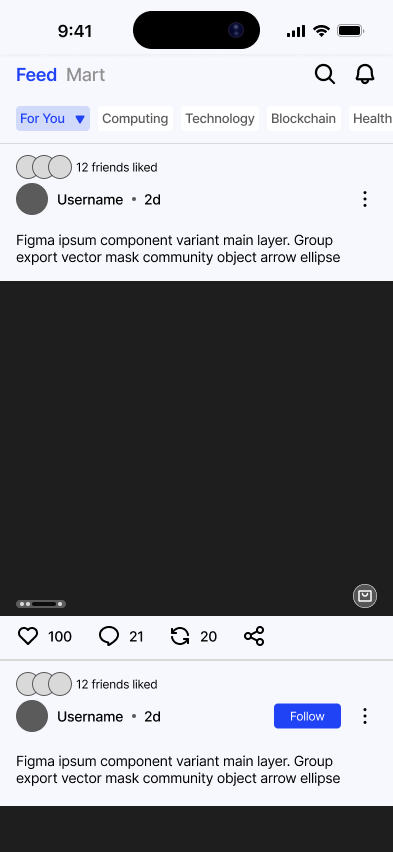 9:41
Feed Mart
For You Computing Technology Blockchain Health
12 friends liked
Username • 2d
Figma ipsum component variant main layer. Group
export vector mask community object arrow ellipse
100 21 20
12 friends liked
Username • 2d Follow
Figma ipsum component variant main layer. Group
export vector mask community object arrow ellipse